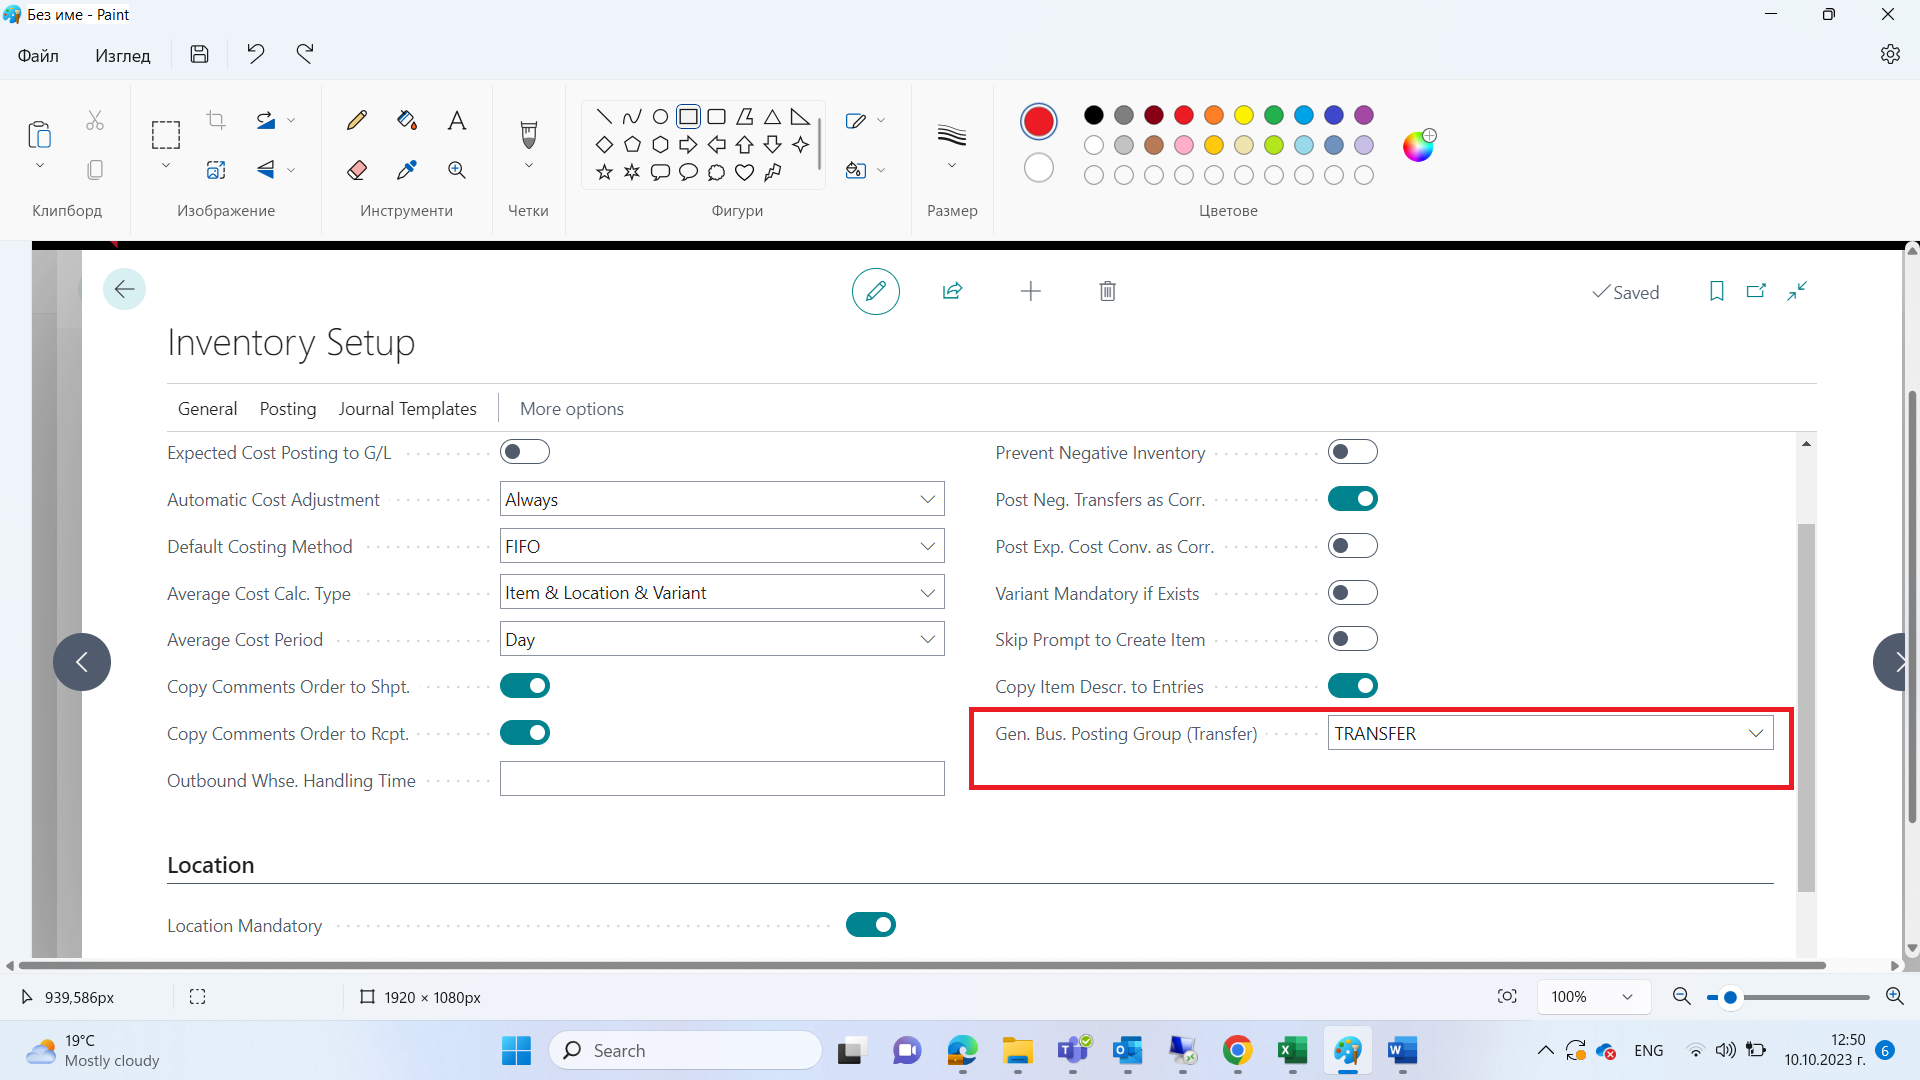 Без име - Paint
Файл Изглед
Клипборд Изображение Инструменти Четки Фигури Размер Цветове
Saved
Inventory Setup
General Posting Journal Templates More options
Expected Cost Posting to G/L
Automatic Cost Adjustment Always
Default Costing Method FIFO
Average Cost Calc. Type Item & Location & Variant
Average Cost Period Day
Copy Comments Order to Shpt.
Copy Comments Order to Rcpt.
Outbound Whse. Handling Time
Prevent Negative Inventory
Post Neg. Transfers as Corr.
Post Exp. Cost Conv. as Corr.
Variant Mandatory if Exists
Skip Prompt to Create Item
Copy Item Descr. to Entries
Gen. Bus. Posting Group (Transfer) TRANSFER
Location
Location Mandatory
939,586px 1920 × 1080px 100%
19°C
Mostly cloudy
Search
ENG
12:50
10.10.2023 г.
6